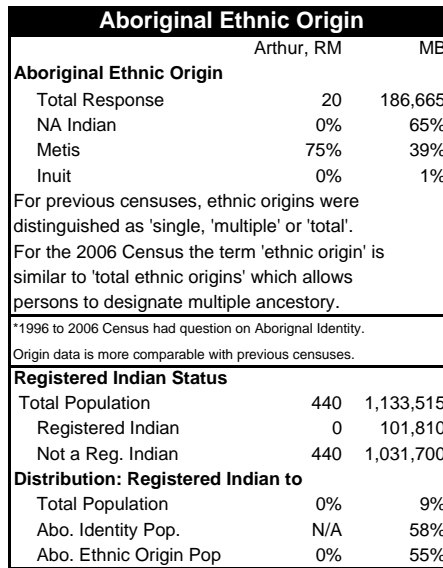 Aboriginal Ethnic Origin
Arthur, RM MB
Aboriginal Ethnic Origin
Total Response 20 186,665
NA Indian 0% 65%
Metis 75% 39%
Inuit 0% 1%
For previous censuses, ethnic origins were
distinguished as 'single, 'multiple' or 'total'.
For the 2006 Census the term 'ethnic origin' is
similar to 'total ethnic origins' which allows
persons to designate multiple ancestory.
*1996 to 2006 Census had question on Aborignal Identity.
Origin data is more comparable with previous censuses.
Registered Indian Status
Total Population 440 1,133,515
Registered Indian 0 101,810
Not a Reg. Indian 440 1,031,700
Distribution: Registered Indian to
Total Population 0% 9%
Abo. Identity Pop. N/A 58%
Abo. Ethnic Origin Pop 0% 55%